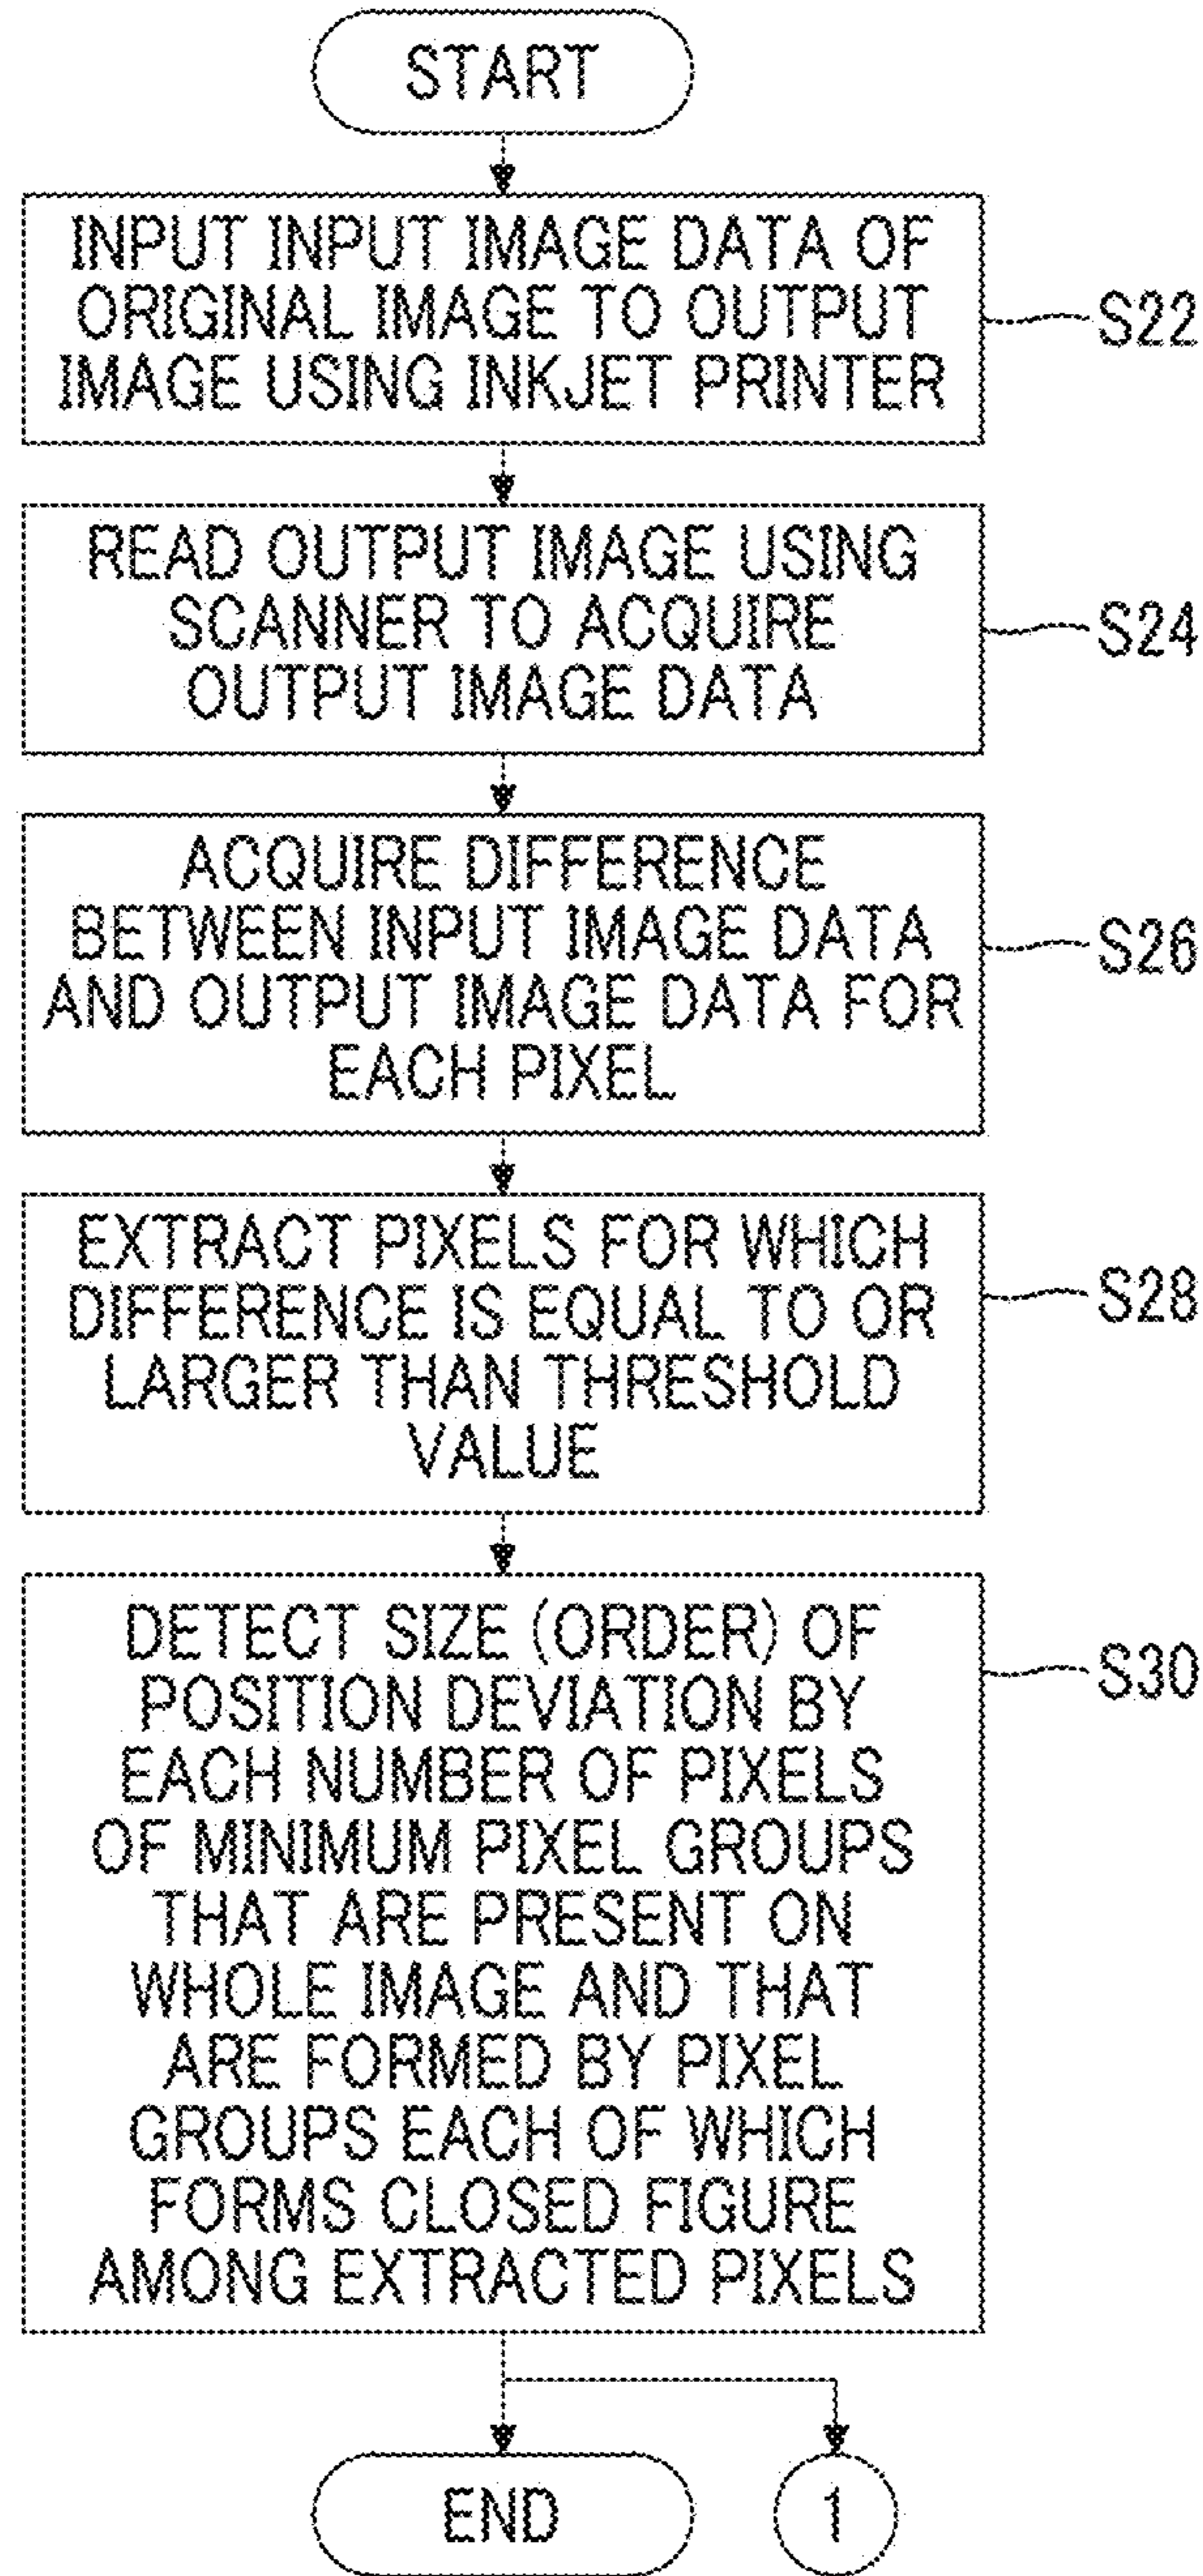 START
INPUT INPUT IMAGE DATA OF
ORIGINAL IMAGE TO OUTPUT
IMAGE USING INKJET PRINTER
S22
READ OUTPUT IMAGE USING
SCANNER TO ACQUIRE
OUTPUT IMAGE DATA
S24
ACQUIRE DIFFERENCE
BETWEEN INPUT IMAGE DATA
AND OUTPUT IMAGE DATA FOR
EACH PIXEL
S26
EXTRACT PIXELS FOR WHICH
DIFFERENCE IS EQUAL TO OR
LARGER THAN THRESHOLD
VALUE
S28
DETECT SIZE (ORDER) OF
POSITION DEVIATION BY
EACH NUMBER OF PIXELS
OF MINIMUM PIXEL GROUPS
THAT ARE PRESENT ON
WHOLE IMAGE AND THAT
ARE FORMED BY PIXEL
GROUPS EACH OF WHICH
FORMS CLOSED FIGURE
AMONG EXTRACTED PIXELS
S30
END
1